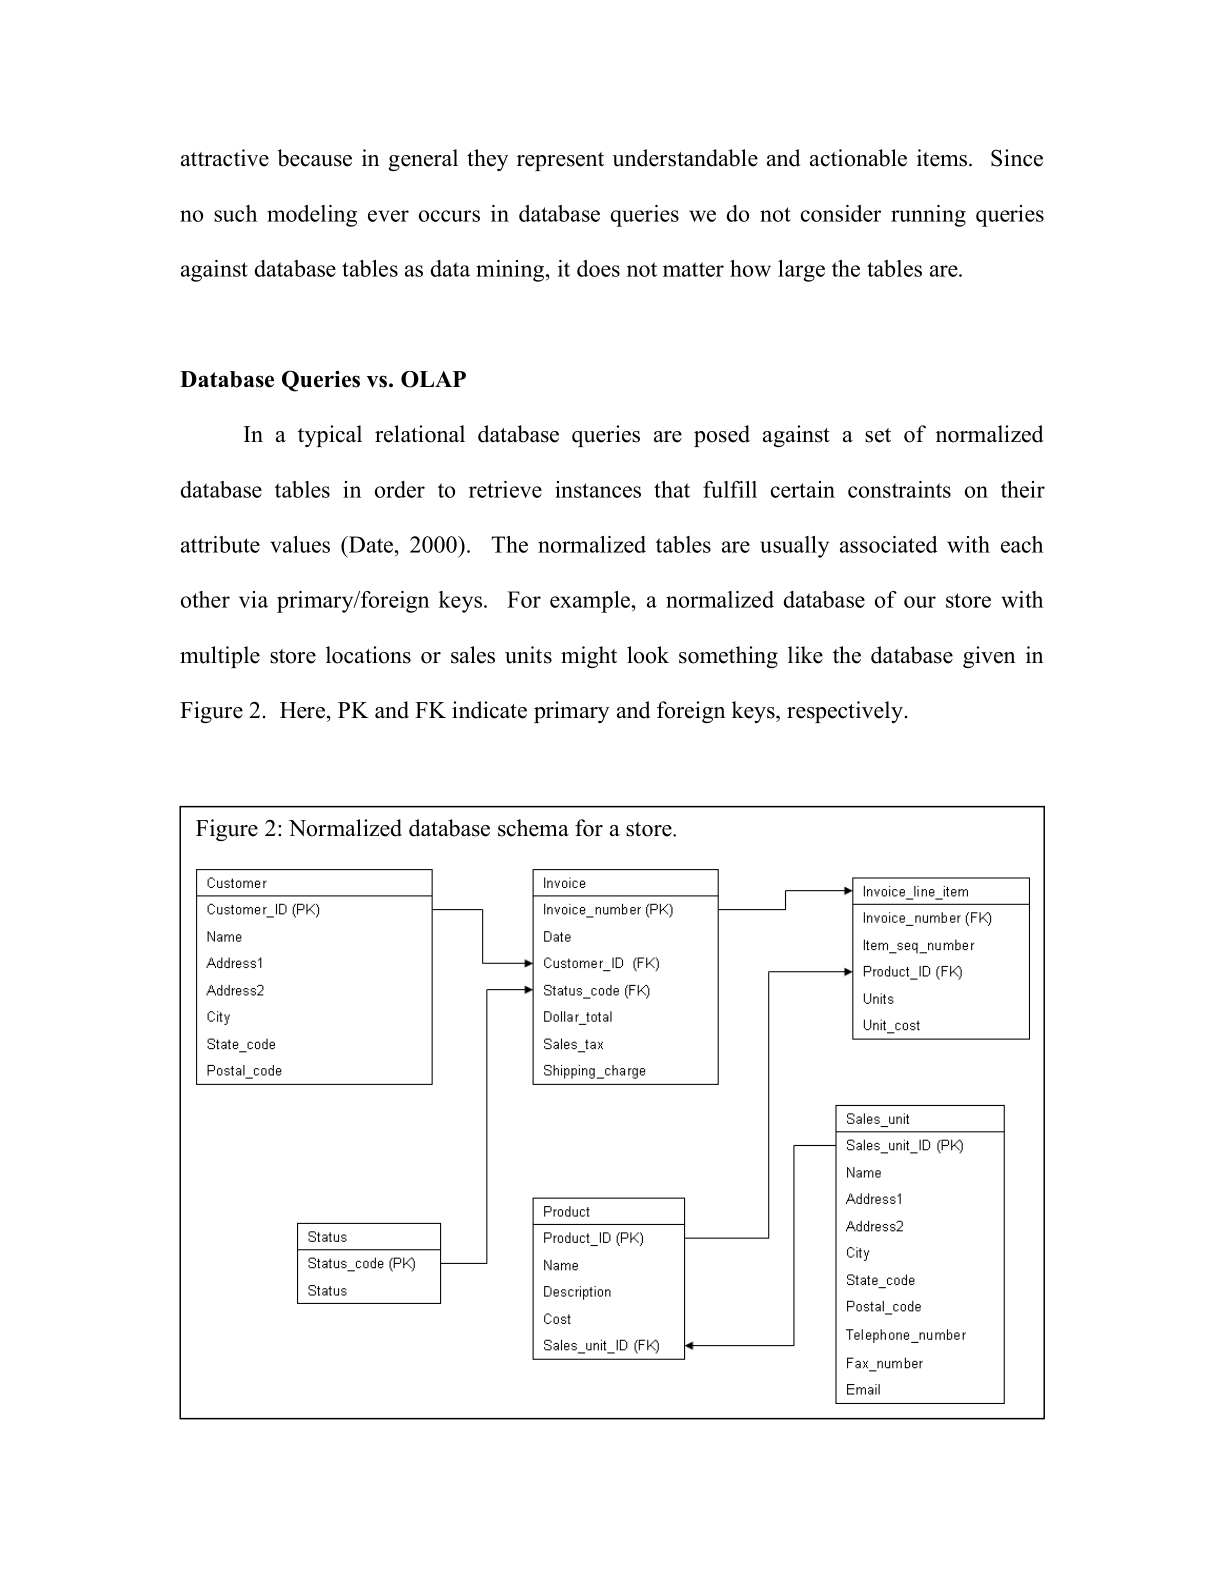 attractive because in general they represent understandable and actionable items.  Since
no such modeling ever occurs in database queries we do not consider running queries
against database tables as data mining, it does not matter how large the tables are.
Database Queries vs. OLAP
In a typical relational database queries are posed against a set of normalized
database tables in order to retrieve instances that fulfill certain constraints on their
attribute values (Date, 2000).  The normalized tables are usually associated with each
other via primary/foreign keys.  For example, a normalized database of our store with
multiple store locations or sales units might look something like the database given in
Figure 2.  Here, PK and FK indicate primary and foreign keys, respectively.
Figure 2: Normalized database schema for a store.
Customer
Customer_ID (PK)
Name
Address1
Address2
City
State_code
Postal_code
Invoice
Invoice_number (PK)
Date
Customer_ID  (FK)
Status_code (FK)
Dollar_total
Sales_tax
Shipping_charge
Invoice_line_item
Invoice_number (FK)
Item_seq_number
Product_ID (FK)
Units
Unit_cost
Status
Status_code (PK)
Status
Product
Product_ID (PK)
Name
Description
Cost
Sales_unit_ID (FK)
Sales_unit
Sales_unit_ID (PK)
Name
Address1
Address2
City
State_code
Postal_code
Telephone_number
Fax_number
Email